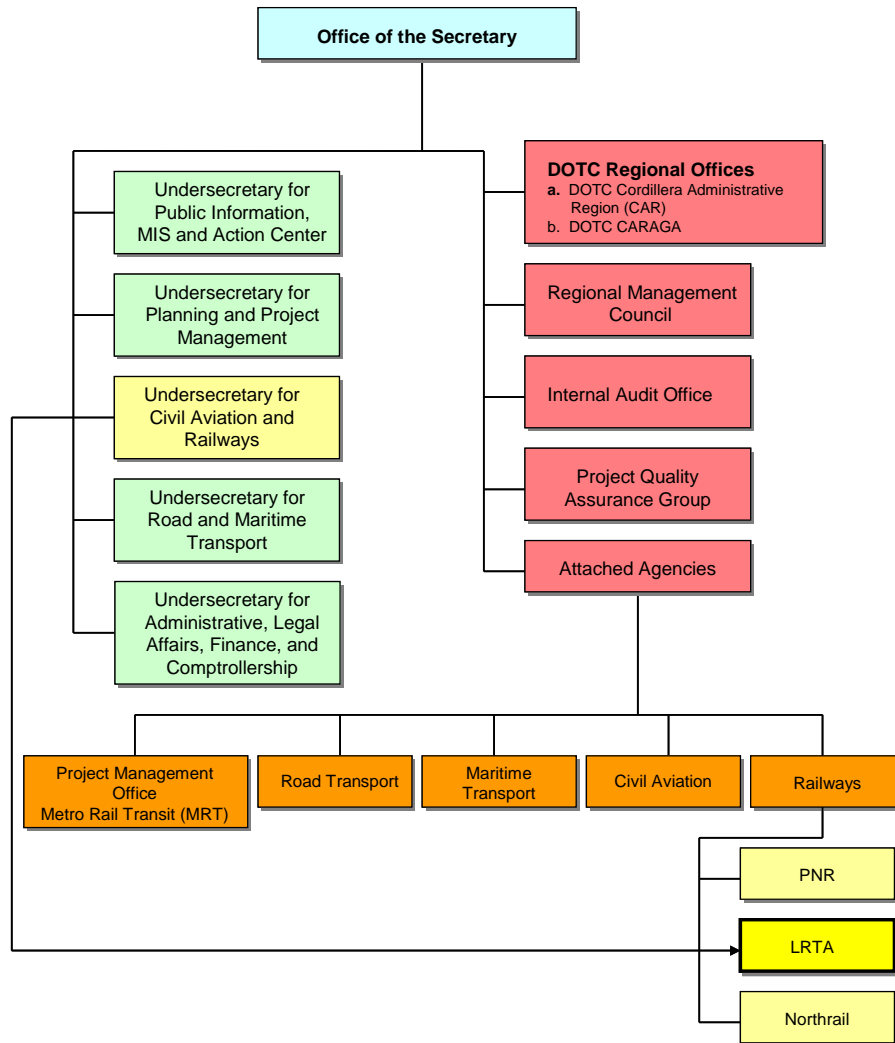 Office of the Secretary
Undersecretary for
Public Information,
MIS and Action Center
Undersecretary for
Planning and Project
Management
Undersecretary for
Civil Aviation and
Railways
Undersecretary for
Road and Maritime
Transport
Undersecretary for
Administrative, Legal
Affairs, Finance, and
Comptrollership
DOTC Regional Offices
a. DOTC Cordillera Administrative
Region (CAR)
b. DOTC CARAGA
Regional Management
Council
Internal Audit Office
Project Quality
Assurance Group
Attached Agencies
Project Management
Office
Metro Rail Transit (MRT)
Road Transport
Maritime
Transport
Civil Aviation
Railways
PNR
LRTA
Northrail